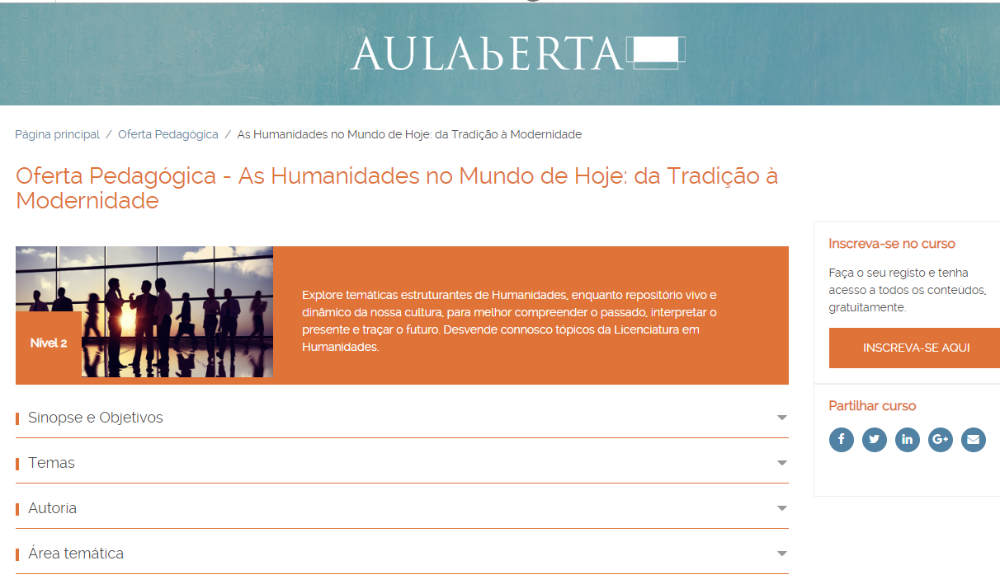 AULAbERTA
Página principal / Oferta Pedagógica / As Humanidades no Mundo de Hoje: da Tradição à Modernidade
Oferta Pedagógica - As Humanidades no Mundo de Hoje: da Tradição à
Modernidade
Nível 2
Explore temáticas estruturantes de Humanidades, enquanto repositório vivo e
dinâmico da nossa cultura, para melhor compreender o passado, interpretar o
presente e traçar o futuro. Desvende connosco tópicos da Licenciatura em
Humanidades.
Sinopse e Objetivos
Temas
Autoria
Área temática
Inscreva-se no curso
Faça o seu registo e tenha
acesso a todos os conteúdos,
gratuitamente.
INSCREVA-SE AQUI
Partilhar curso
f
in
G+